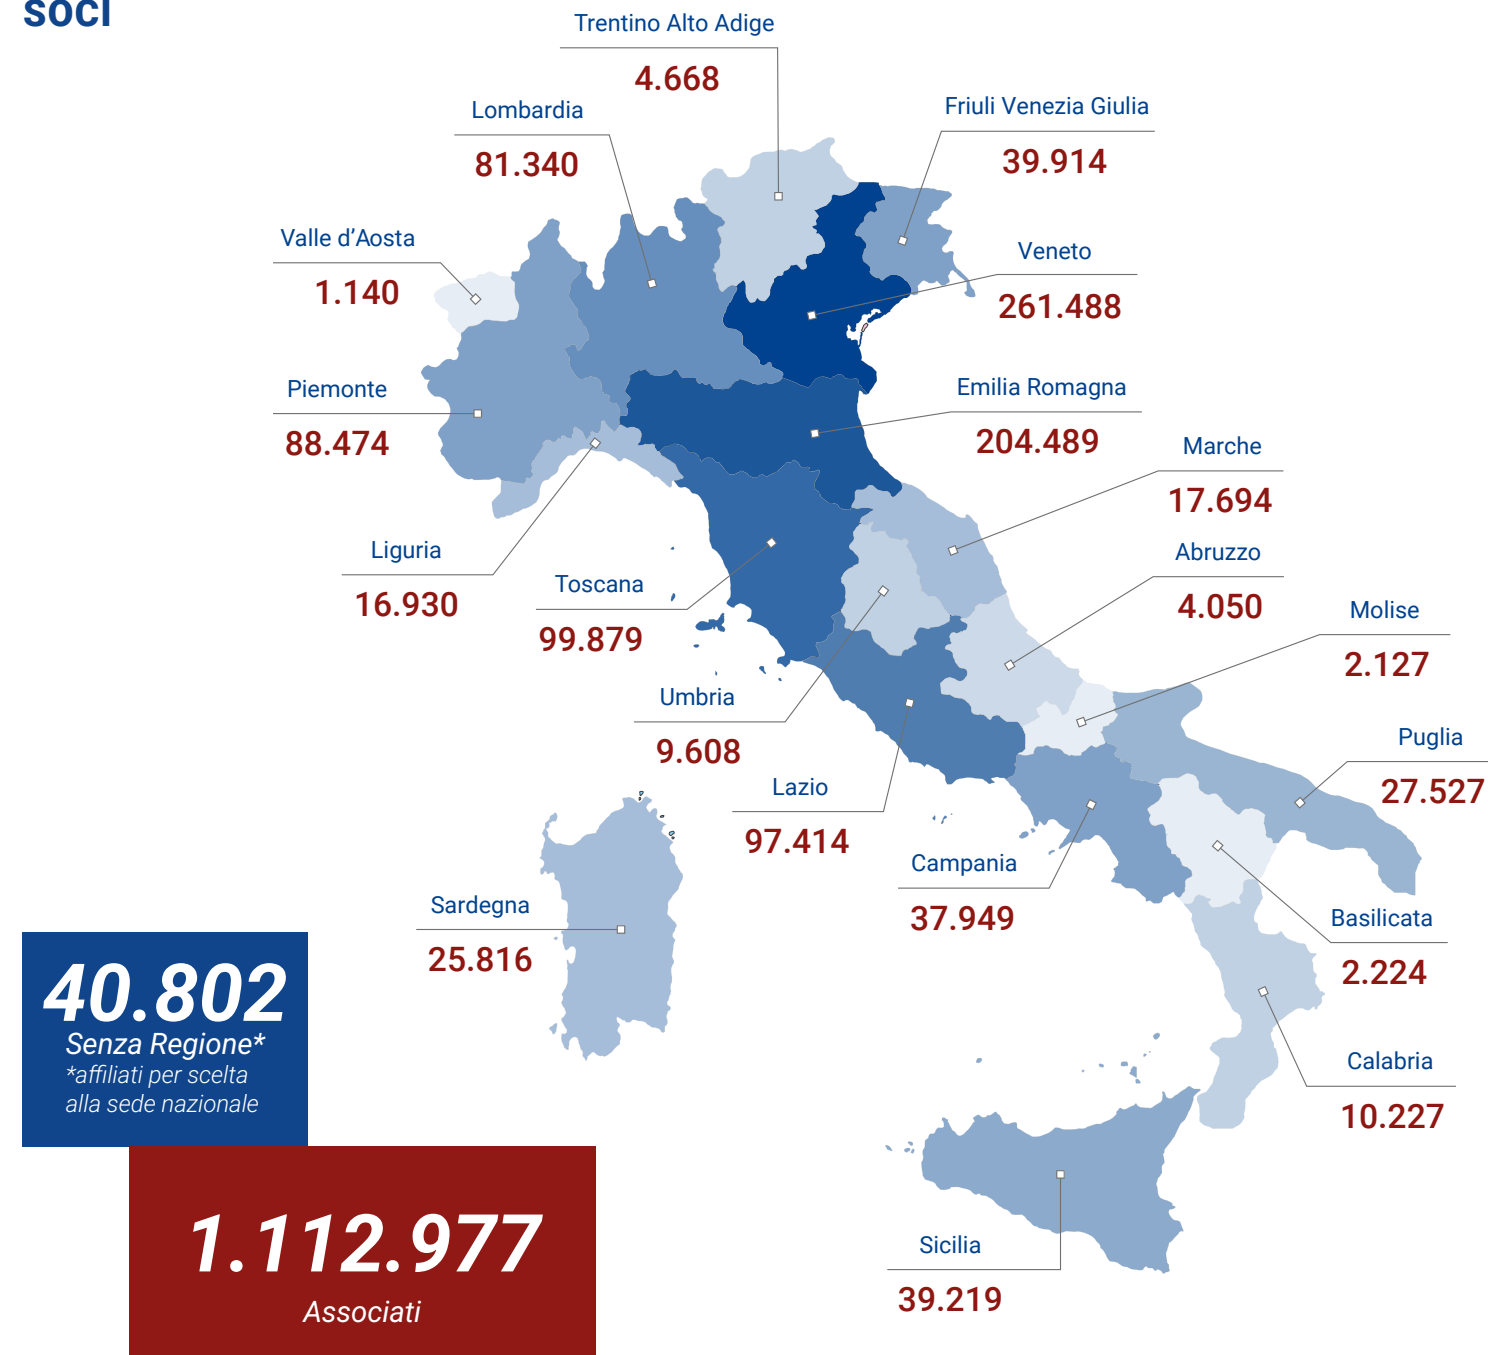 soci
Trentino Alto Adige
4.668
Lombardia
81.340
Friuli Venezia Giulia
39.914
Valle d'Aosta
1.140
Veneto
261.488
Piemonte
88.474
Emilia Romagna
204.489
Marche
17.694
Liguria
16.930
Toscana
99.879
Abruzzo
4.050
Molise
2.127
Umbria
9.608
Puglia
27.527
Lazio
97.414
Campania
37.949
Sardegna
25.816
Basilicata
2.224
40.802
Senza Regione*
*affiliati per scelta
alla sede nazionale
Calabria
10.227
1.112.977
Associati
Sicilia
39.219